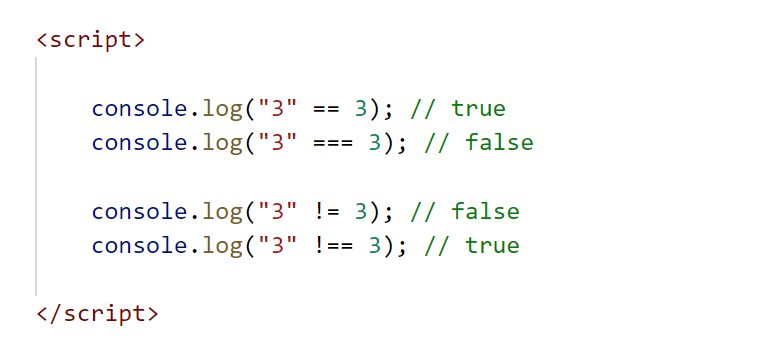 <script>
console.log("3" == 3); // true
console.log("3" === 3); // false
console.log("3" != 3); // false
console.log("3" !== 3); // true
</script>